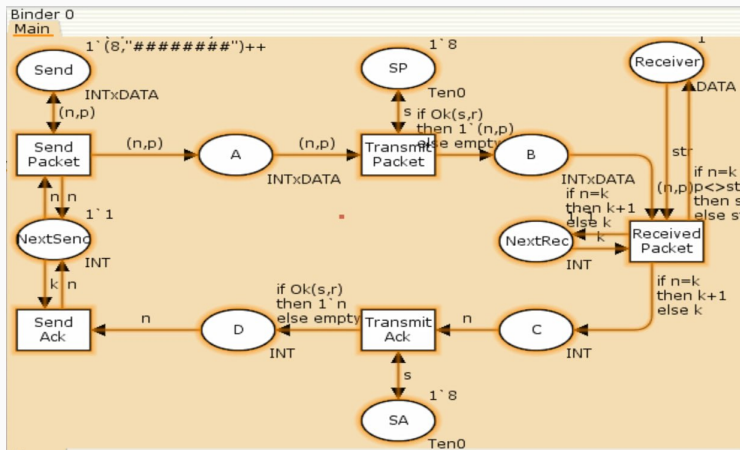 Binder 0
Main
1`(8,"########")++
Send
INTxDATA
(n,p)
Send
Packet
(n,p)
A
INTxDATA
(n,p)
1`8
SP
Ten0
s
if Ok(s,r)
then 1`(n,p)
else empty
Transmit
Packet
B
INTxDATA
Receiver
DATA
str
(n,p)
if n=k
p<>st
then s
else s
n n
1`1
NextSend
INT
k n
if n=k
then k+1
else k
k
NextRec
INT
Received
Packet
if n=k
then k+1
else k
Send
Ack
n
D
INT
if Ok(s,r)
then 1`n
else empty
Transmit
Ack
n
C
INT
s
1`8
SA
Ten0